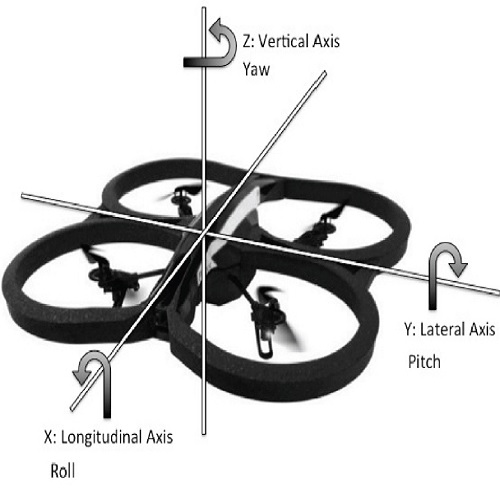 Z: Vertical Axis
Yaw
Y: Lateral Axis
Pitch
X: Longitudinal Axis
Roll